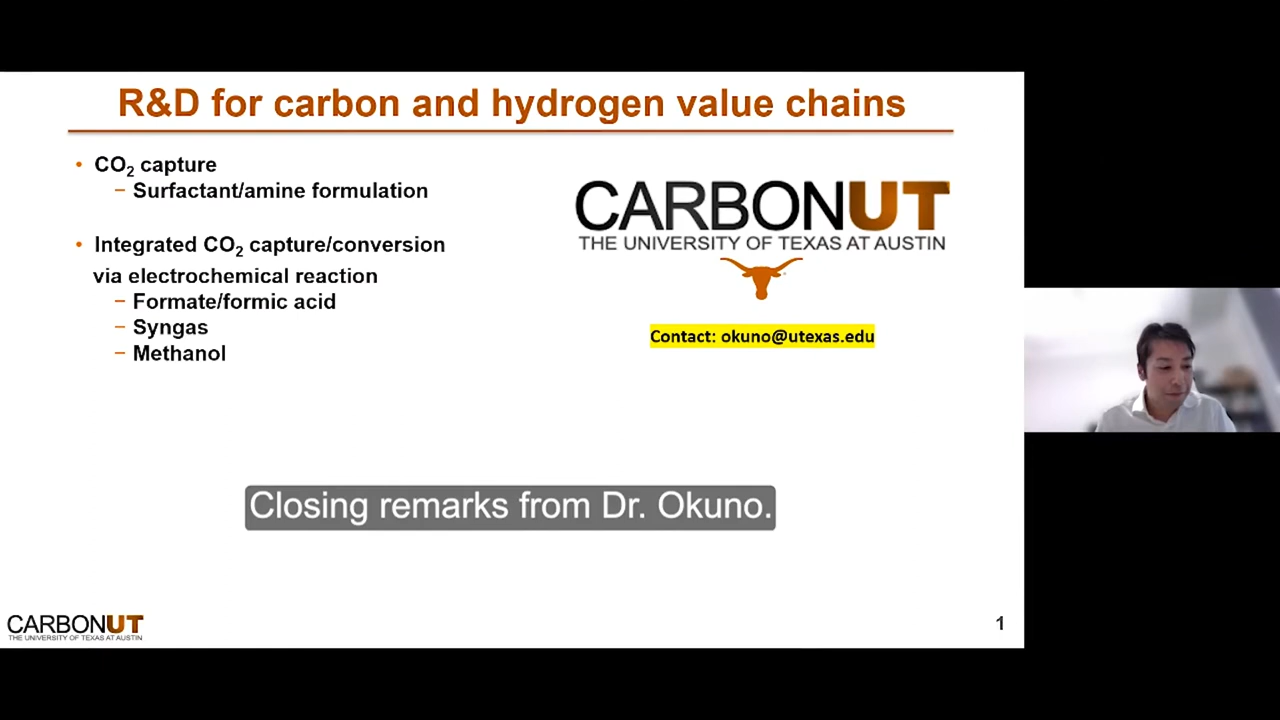 R&D for carbon and hydrogen value chains
• CO₂ capture
− Surfactant/amine formulation
• Integrated CO₂ capture/conversion
via electrochemical reaction
− Formate/formic acid
− Syngas
− Methanol
CARBONUT
THE UNIVERSITY OF TEXAS AT AUSTIN
Contact: okuno@utexas.edu
Closing remarks from Dr. Okuno.
CARBONUT
THE UNIVERSITY OF TEXAS AT AUSTIN
1